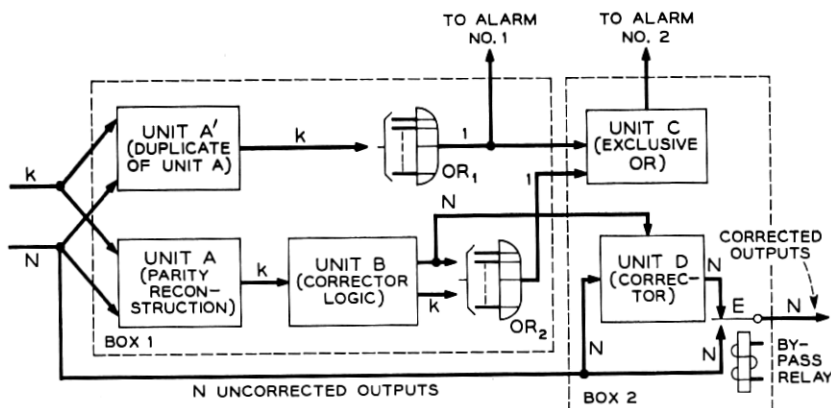 TO ALARM
NO. 1
TO ALARM
NO. 2
UNIT A'
(DUPLICATE
OF UNIT A)
k
1
OR1
UNIT C
(EXCLUSIVE
OR)
1
k
N
N
UNIT A
(PARITY
RECON-
STRUCTION)
k
UNIT B
(CORRECTOR
LOGIC)
k
OR2
UNIT D
(CORREC-
TOR)
N
CORRECTED
OUTPUTS
E
N
BOX 1
N
N
BY-
PASS
RELAY
N UNCORRECTED OUTPUTS
BOX 2